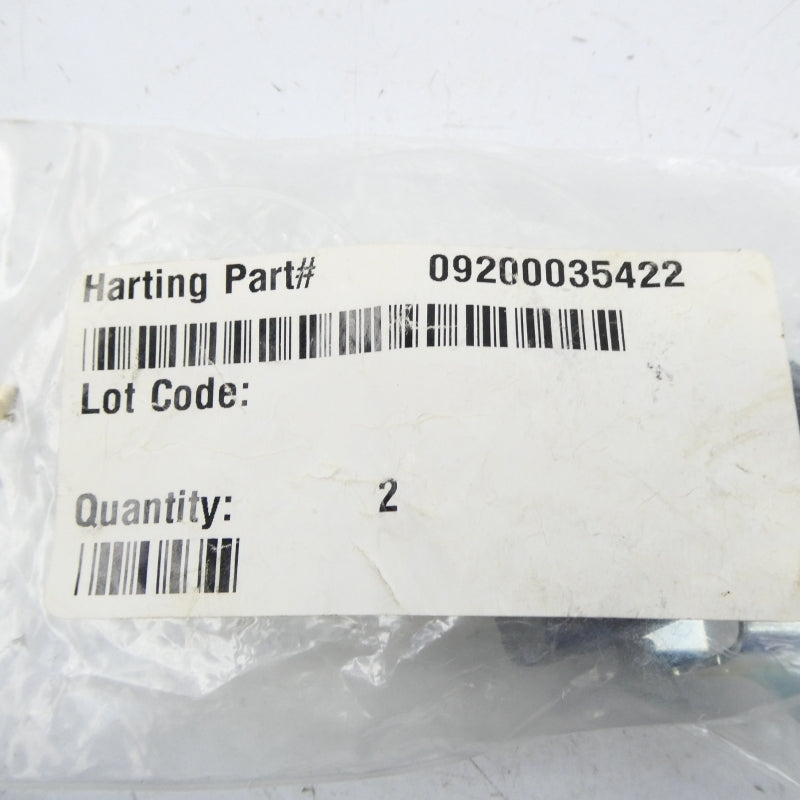 Harting Part# 09200035422
Lot Code:
Quantity: 2